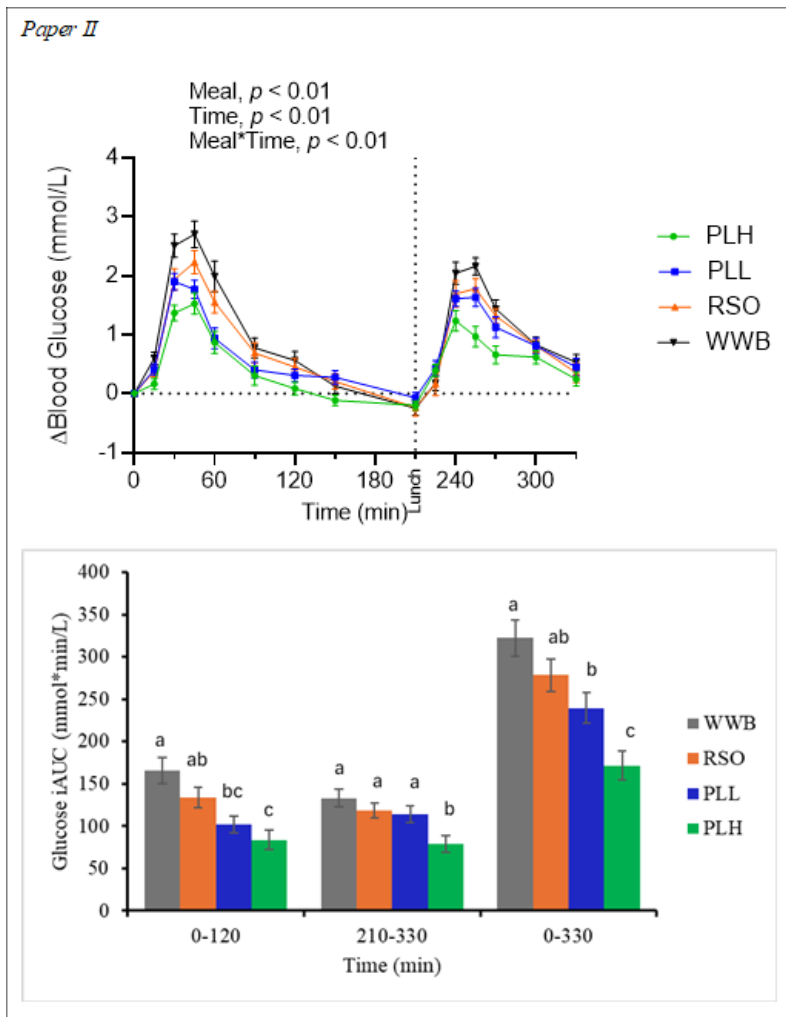 Paper II
Meal, p < 0.01
Time, p < 0.01
Meal*Time, p < 0.01
ΔBlood Glucose (mmol/L)
4
3
2
1
0
-1
0 60 120 180 240 300
Lunch
Time (min)
PLH
PLL
RSO
WWB
Glucose iAUC (mmol*min/L)
400
350
300
250
200
150
100
50
0
a ab bc c
a a a b
a ab b c
0-120 210-330 0-330
Time (min)
WWB
RSO
PLL
PLH